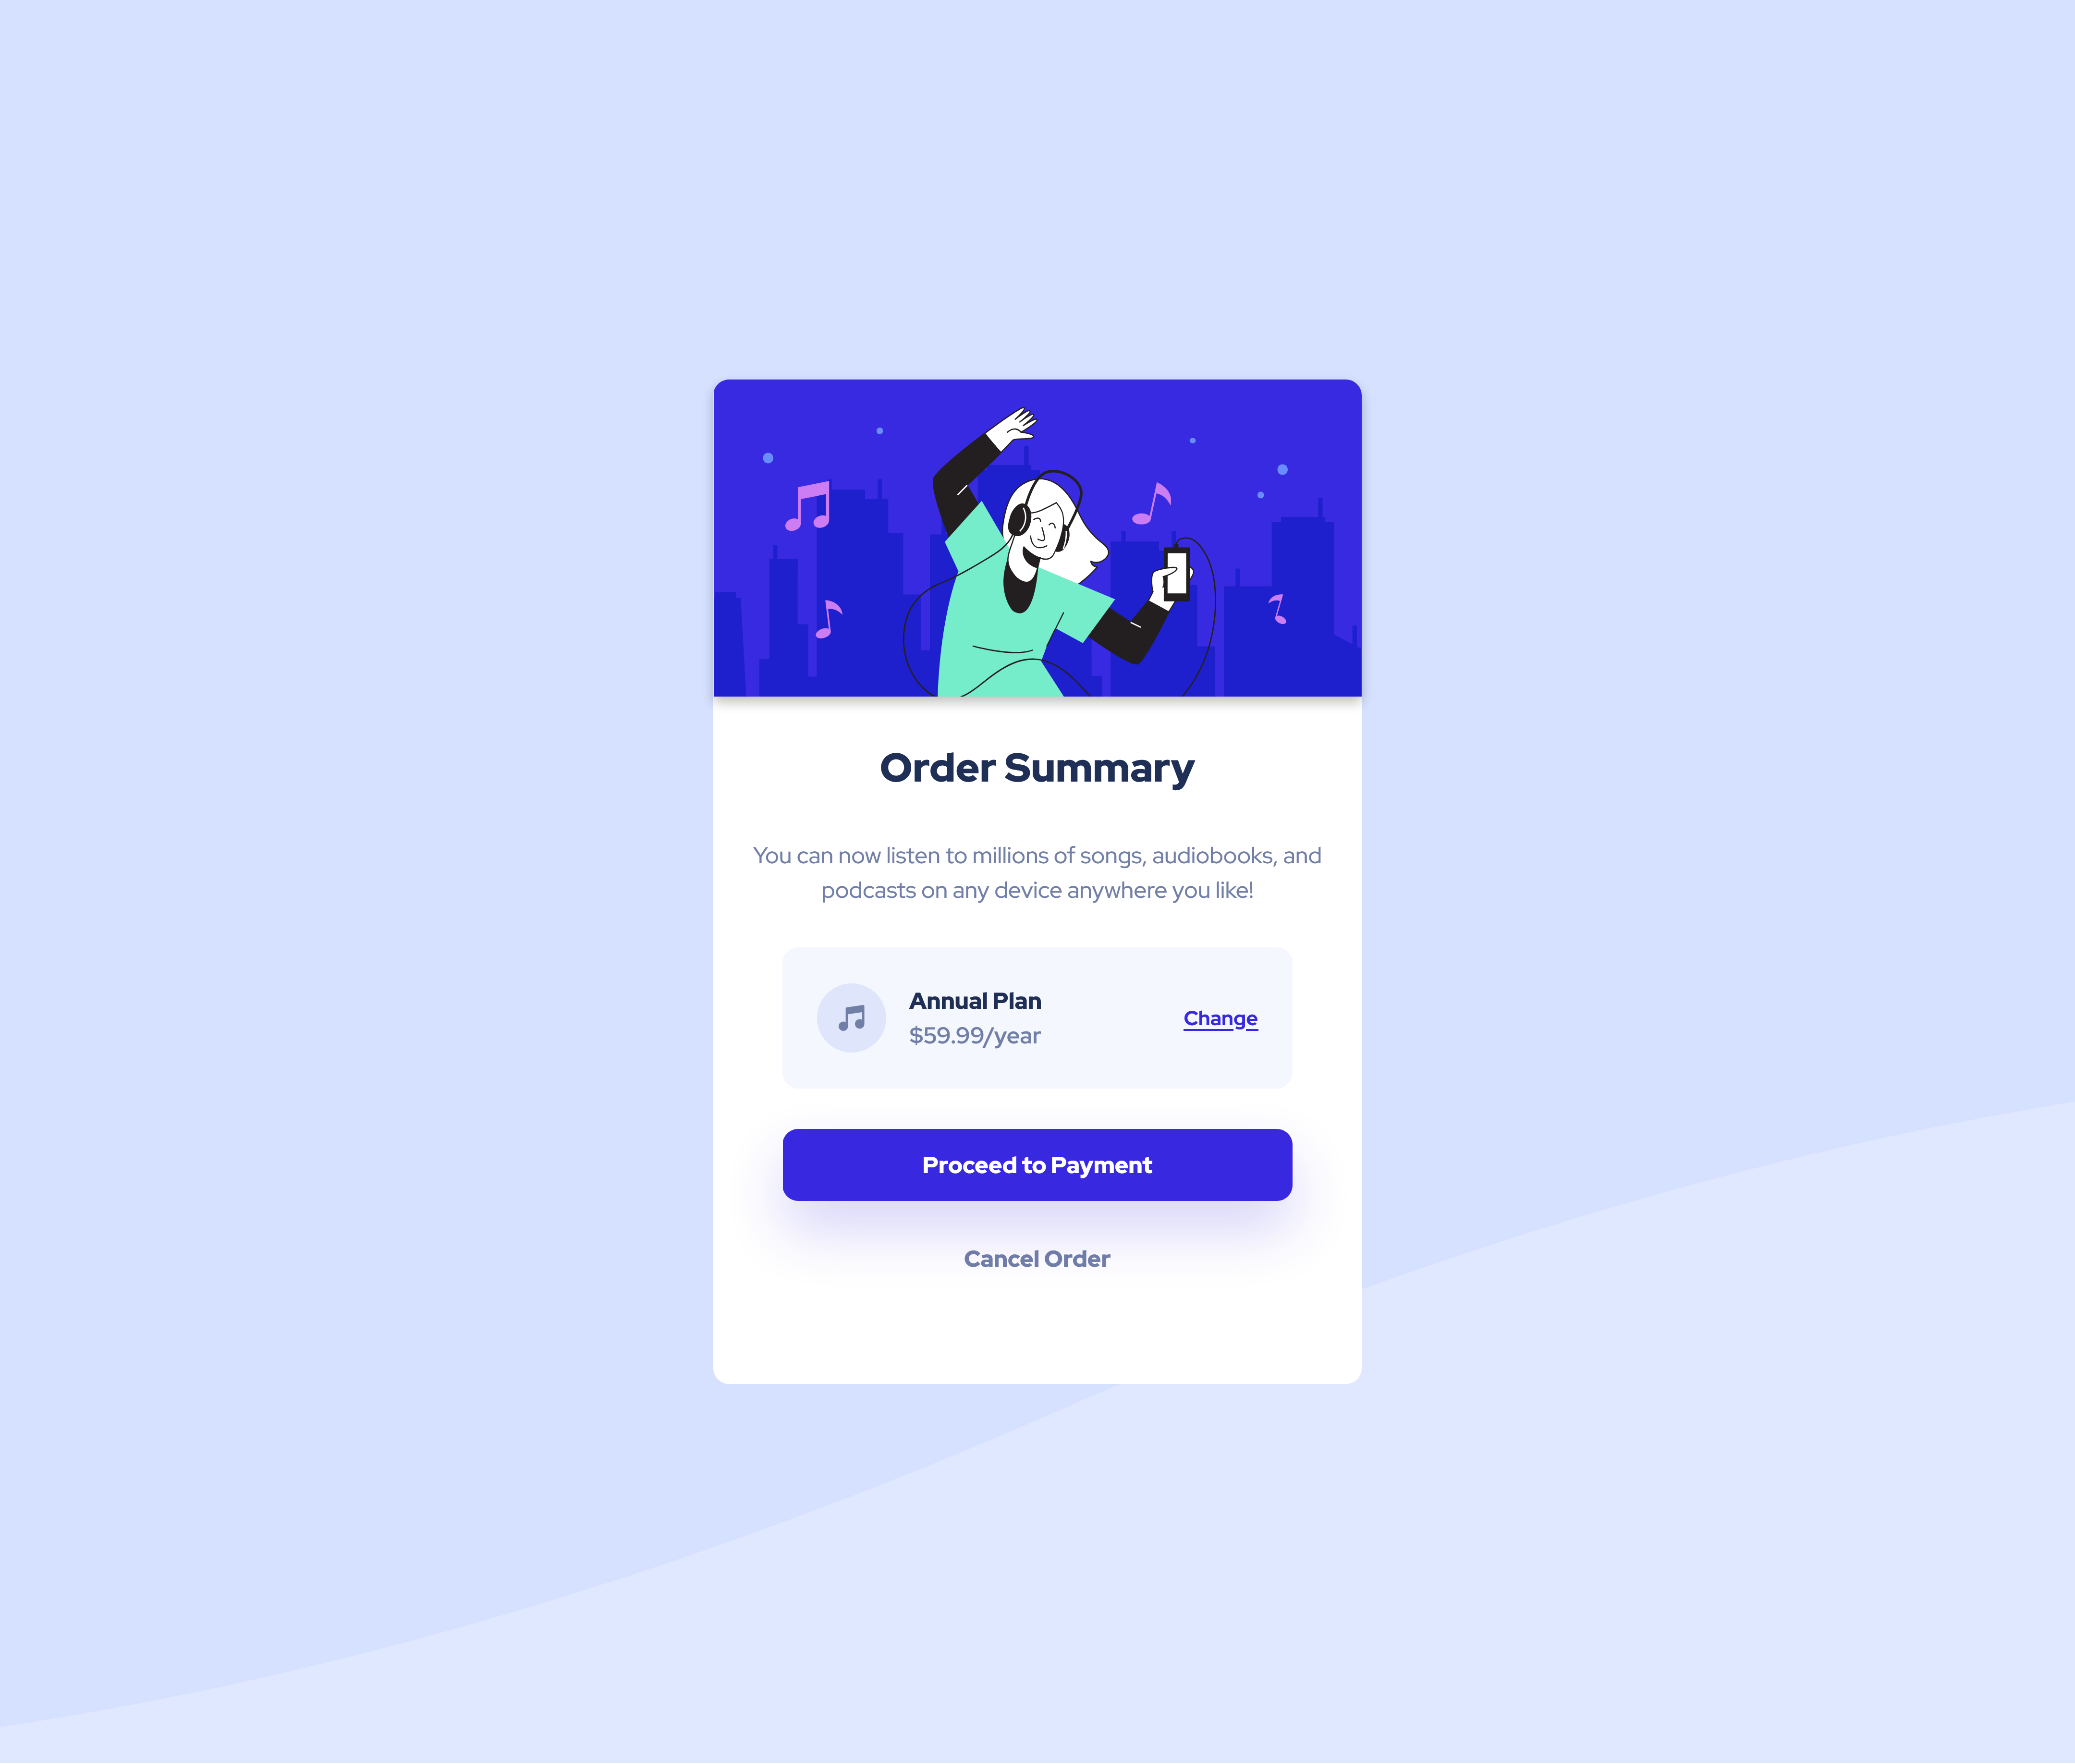 Order Summary
You can now listen to millions of songs, audiobooks, and
podcasts on any device anywhere you like!
Annual Plan
$59.99/year
Change
Proceed to Payment
Cancel Order